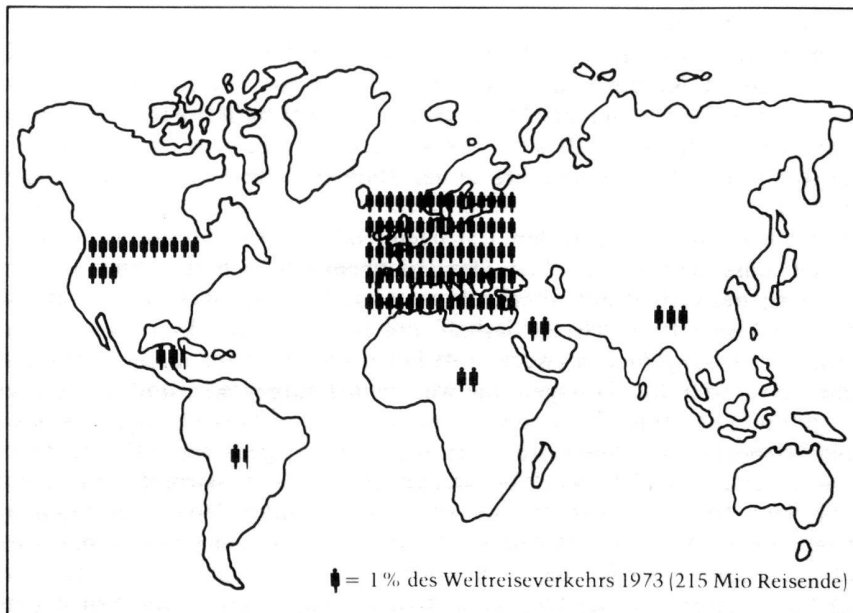 = 1% des Weltreiseverkehrs 1973 (215 Mio Reisende)